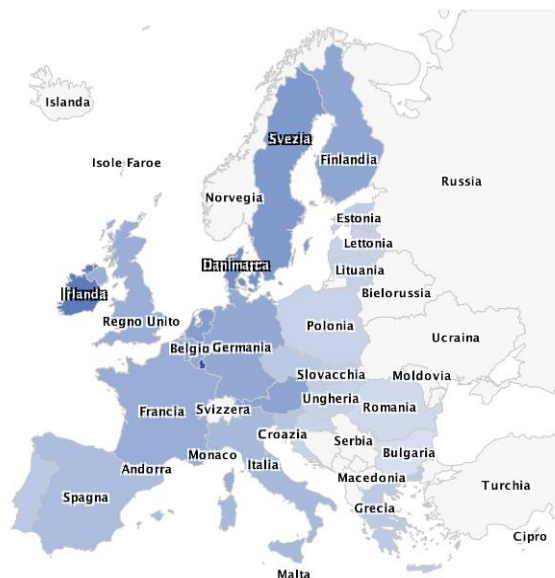 Islanda
Svezia
Isole Faroe
Finlandia
Norvegia
Russia
Estonia
Lettonia
Danimarca
Lituania
Bielorussia
Irlanda
Regno Unito
Polonia
Ucraina
Belgio
Germania
Slovacchia
Moldovia
Ungheria
Francia
Svizzera
Romania
Croazia
Serbia
Bulgaria
Monaco
Andorra
Italia
Macedonia
Spagna
Turchia
Grecia
Cipro
Malta